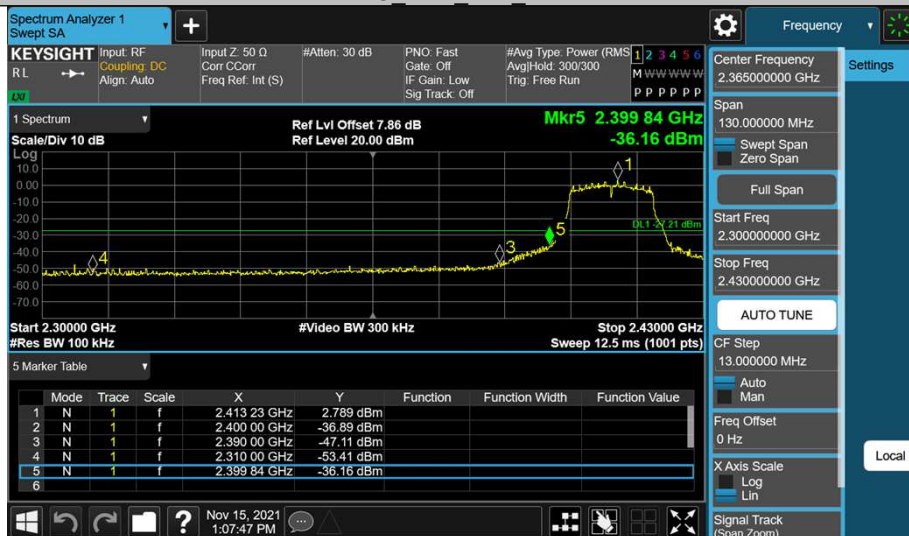 Spectrum Analyzer 1
Swept SA
Frequency
KEYSIGHT
RL
LXI
Input: RF
Coupling: DC
Align: Auto
Input Z: 50 Ω
Corr CCorr
Freq Ref: Int (S)
#Atten: 30 dB
PNO: Fast
Gate: Off
IF Gain: Low
Sig Track: Off
#Avg Type: Power (RMS
Avg|Hold: 300/300
Trig: Free Run
1 2 3 4 5 6
M W W W W W
P P P P P P
1 Spectrum
Scale/Div 10 dB
Ref Lvl Offset 7.86 dB
Ref Level 20.00 dBm
Mkr5 2.399 84 GHz
-36.16 dBm
Log
10.0
0.00
-10.0
-20.0
-30.0
-40.0
-50.0
-60.0
-70.0
1
3
4
5
DL1 -27.21 dBm
Start 2.30000 GHz
#Res BW 100 kHz
#Video BW 300 kHz
Stop 2.43000 GHz
Sweep 12.5 ms (1001 pts)
5 Marker Table
Mode Trace Scale X Y Function Function Width Function Value
1 N 1 f 2.413 23 GHz 2.789 dBm
2 N 1 f 2.400 00 GHz -36.89 dBm
3 N 1 f 2.390 00 GHz -47.11 dBm
4 N 1 f 2.310 00 GHz -53.41 dBm
5 N 1 f 2.399 84 GHz -36.16 dBm
6
Nov 15, 2021
1:07:47 PM
Center Frequency
2.365000000 GHz
Span
130.000000 MHz
Swept Span
Zero Span
Full Span
Start Freq
2.300000000 GHz
Stop Freq
2.430000000 GHz
AUTO TUNE
CF Step
13.000000 MHz
Auto
Man
Freq Offset
0 Hz
X Axis Scale
Log
Lin
Signal Track
(Span Zoom)
Settings
Local